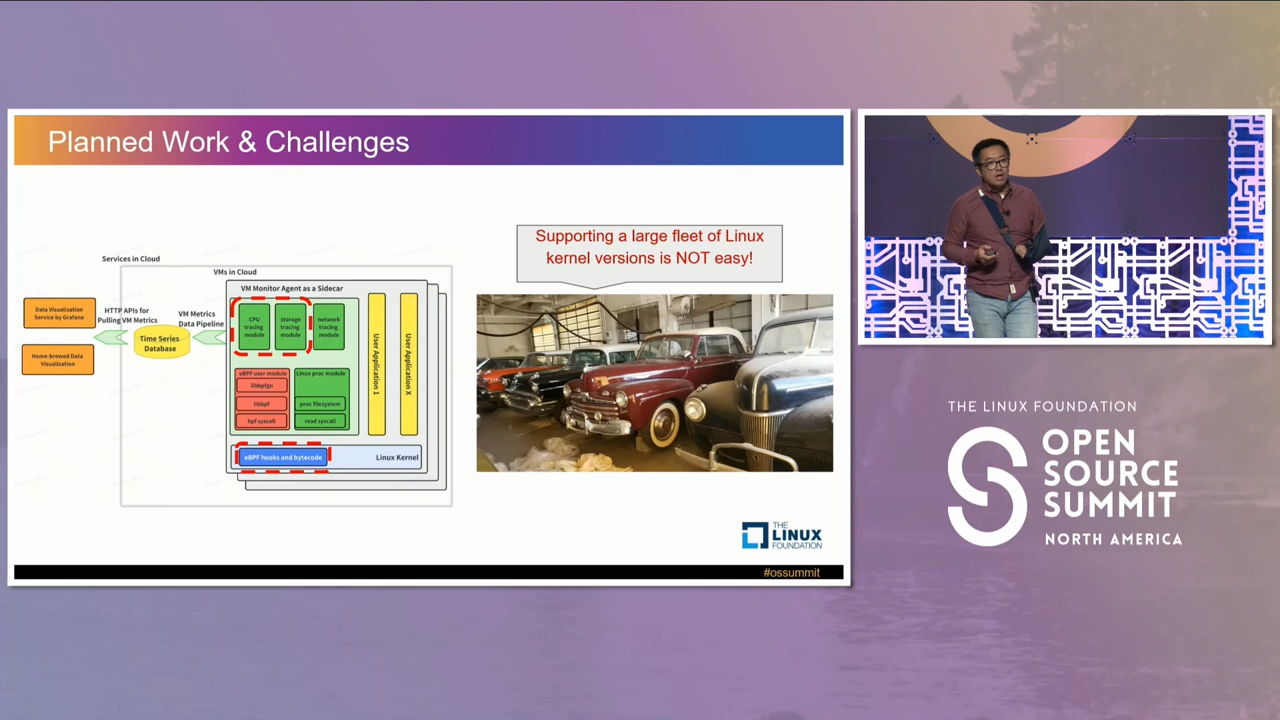 Planned Work & Challenges
Services in Cloud
VMs in Cloud
VM Monitor Agent as a Sidecar
Data Visualization
Service by Grafana
Home-brewed Data
Visualization
HTTP APIs for
Pulling VM Metrics
Time Series
Database
VM Metrics
Data Pipeline
CPU
tracing
module
storage
tracing
module
network
tracing
module
eBPF user module
libbpfgo
libbpf
bpf syscall
Linux proc module
proc filesystem
read syscall
User Application 1
User Application X
eBPF hooks and bytecode
Linux Kernel
Supporting a large fleet of Linux
kernel versions is NOT easy!
THE
LINUX
FOUNDATION
#ossummit
THE LINUX FOUNDATION
OPEN
SOURCE
SUMMIT
NORTH AMERICA